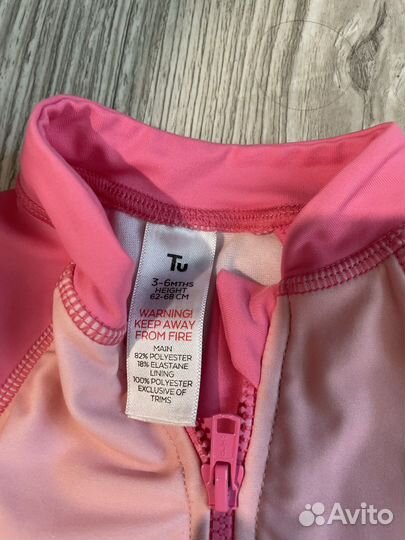 Tu
3-6MTHS
HEIGHT
62-68 CM
WARNING!
KEEP AWAY
FROM FIRE
MAIN
82% POLYESTER
18% ELASTANE
LINING
100% POLYESTER
EXCLUSIVE OF
TRIMS
Avito